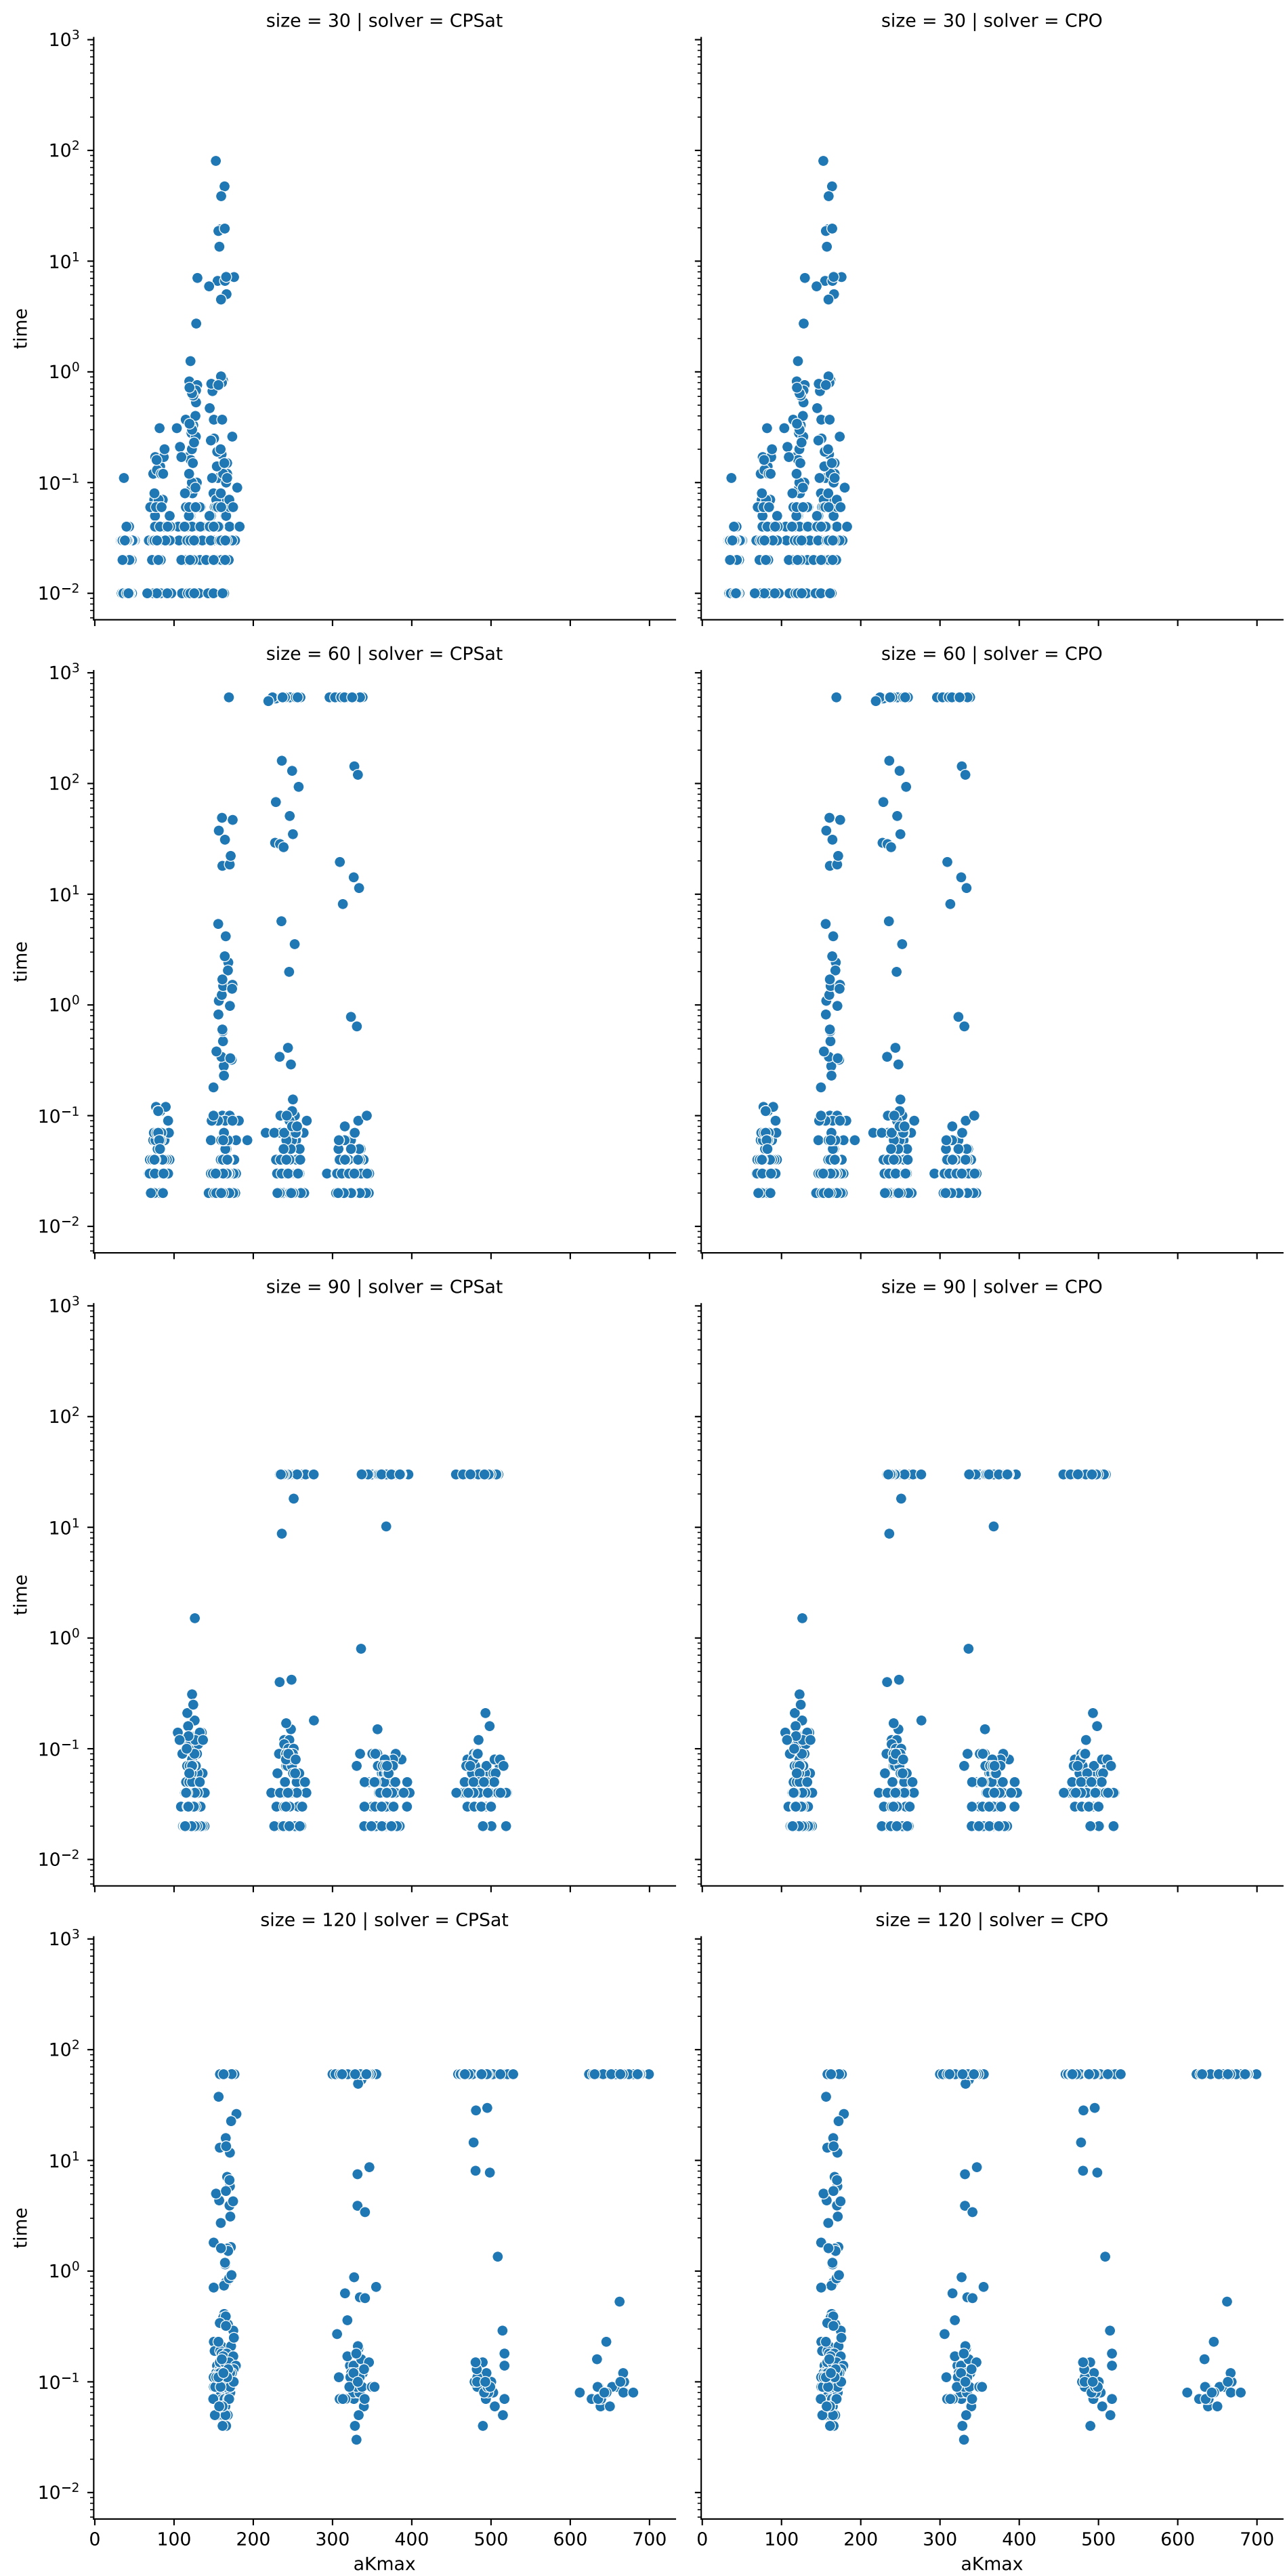 size = 30 | solver = CPSat
size = 30 | solver = CPO
10³
10²
10¹
10⁰
10⁻¹
10⁻²
time
size = 60 | solver = CPSat
size = 60 | solver = CPO
10³
10²
10¹
10⁰
10⁻¹
10⁻²
time
size = 90 | solver = CPSat
size = 90 | solver = CPO
10³
10²
10¹
10⁰
10⁻¹
10⁻²
time
size = 120 | solver = CPSat
size = 120 | solver = CPO
10³
10²
10¹
10⁰
10⁻¹
10⁻²
time
0 100 200 300 400 500 600 700
0 100 200 300 400 500 600 700
aKmax
aKmax